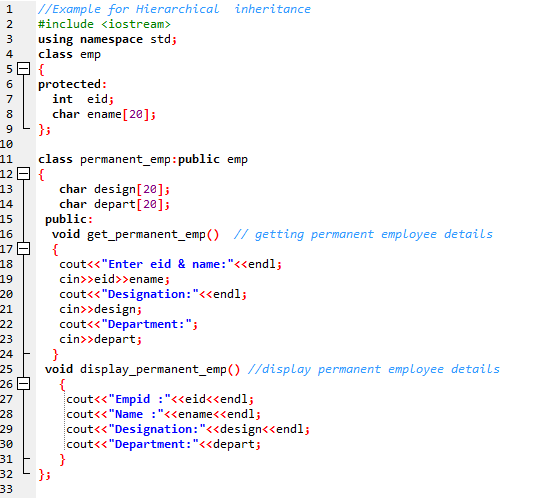 1 //Example for Hierarchical  inheritance
2 #include <iostream>
3 using namespace std;
4 class emp
5 {
6 protected:
7   int  eid;
8   char ename[20];
9 };
10
11 class permanent_emp:public emp
12 {
13    char design[20];
14    char depart[20];
15  public:
16   void get_permanent_emp()  // getting permanent employee details
17   {
18    cout<<"Enter eid & name:"<<endl;
19    cin>>eid>>ename;
20    cout<<"Designation:"<<endl;
21    cin>>design;
22    cout<<"Department:";
23    cin>>depart;
24   }
25  void display_permanent_emp() //display permanent employee details
26    {
27     cout<<"Empid :"<<eid<<endl;
28     cout<<"Name :"<<ename<<endl;
29     cout<<"Designation:"<<design<<endl;
30     cout<<"Department:"<<depart;
31    }
32 };
33